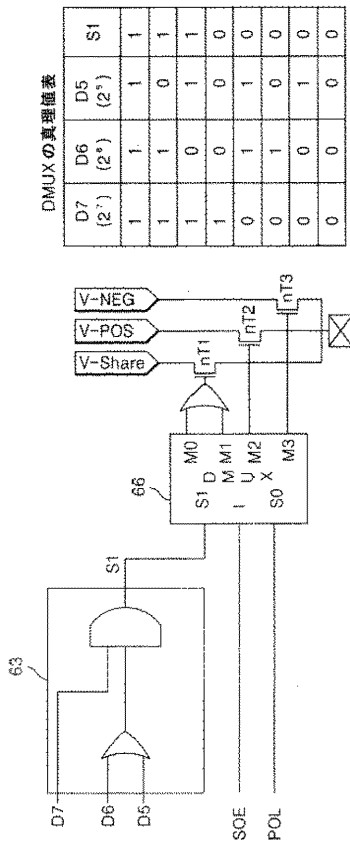 63
D7
D6
D5
S1
SOE
POL
66
S1
I
S0
D
M
U
X
M0
M1
M2
M3
V-Share
V-POS
V-NEG
nT1
nT2
nT3
DMUXの真理値表
D7 D6 D5 S1
(2⁷) (2⁶) (2⁵)
1 1 1 1
1 1 0 1
1 0 1 1
1 0 0 0
0 1 1 0
0 1 0 0
0 0 1 0
0 0 0 0